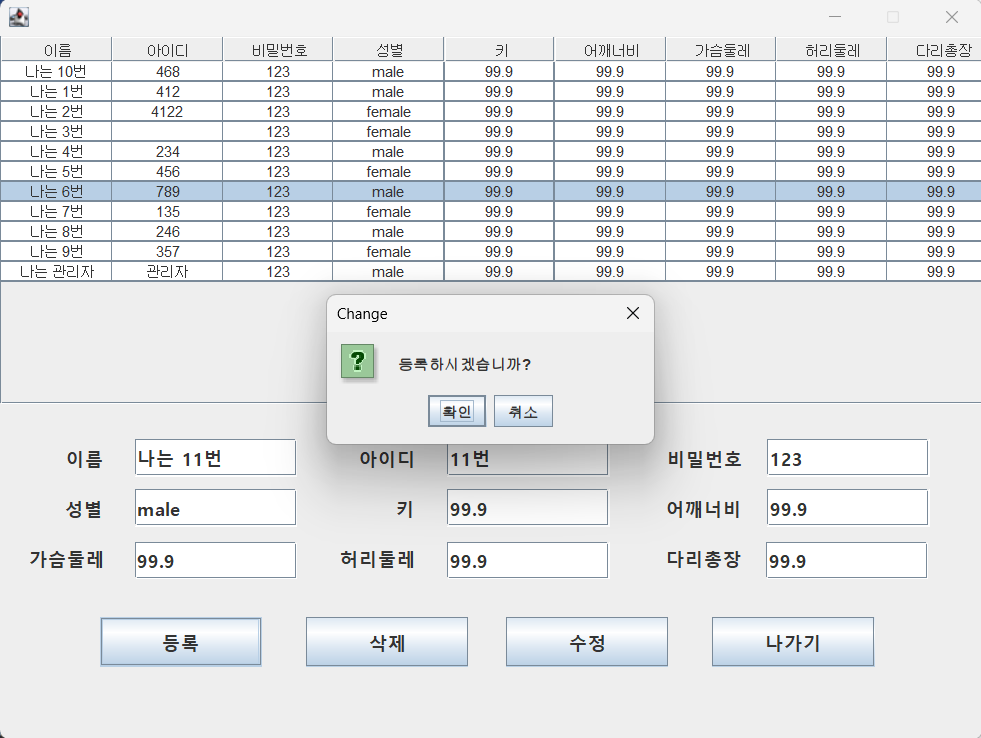 이름 아이디 비밀번호 성별 키 어깨너비 가슴둘레 허리둘레 다리총장
나는 10번 468 123 male 99.9 99.9 99.9 99.9 99.9
나는 1번 412 123 male 99.9 99.9 99.9 99.9 99.9
나는 2번 4122 123 female 99.9 99.9 99.9 99.9 99.9
나는 3번 123 female 99.9 99.9 99.9 99.9 99.9
나는 4번 234 123 male 99.9 99.9 99.9 99.9 99.9
나는 5번 456 123 female 99.9 99.9 99.9 99.9 99.9
나는 6번 789 123 male 99.9 99.9 99.9 99.9 99.9
나는 7번 135 123 female 99.9 99.9 99.9 99.9 99.9
나는 8번 246 123 male 99.9 99.9 99.9 99.9 99.9
나는 9번 357 123 female 99.9 99.9 99.9 99.9 99.9
나는 관리자 관리자 123 male 99.9 99.9 99.9 99.9 99.9
Change
?
등록하시겠습니까?
확인 취소
이름 나는 11번 아이디 11번 비밀번호 123
성별 male 키 99.9 어깨너비 99.9
가슴둘레 99.9 허리둘레 99.9 다리총장 99.9
등록 삭제 수정 나가기